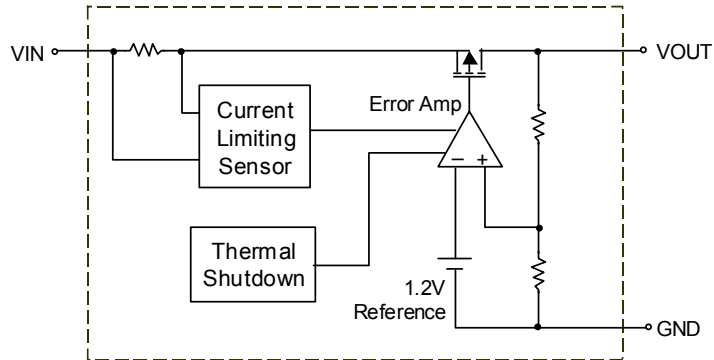 VIN
VOUT
Error Amp
Current
Limiting
Sensor
− +
Thermal
Shutdown
1.2V
Reference
GND